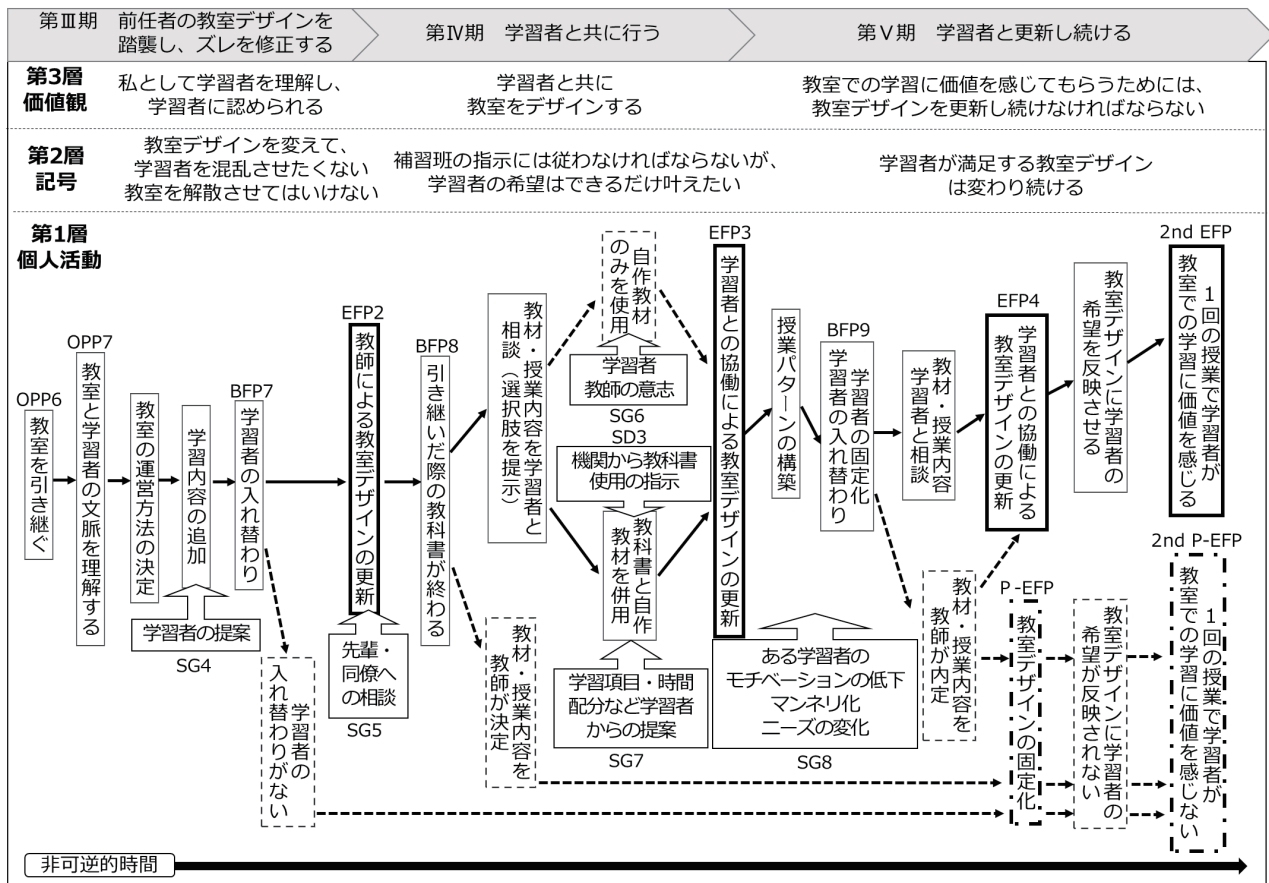 第Ⅲ期　前任者の教室デザインを
踏襲し、ズレを修正する
第Ⅳ期　学習者と共に行う
第Ⅴ期　学習者と更新し続ける
第3層
価値観
私として学習者を理解し、
学習者に認められる
学習者と共に
教室をデザインする
教室での学習に価値を感じてもらうためには、
教室デザインを更新し続けなければならない
第2層
記号
教室デザインを変えて、
学習者を混乱させたくない
教室を解散させてはいけない
補習班の指示には従わなければならないが、
学習者の希望はできるだけ叶えたい
学習者が満足する教室デザイン
は変わり続ける
第1層
個人活動
OPP6
教室を引き継ぐ
OPP7
教室と学習者の文脈を理解する
教室の運営方法の決定
学習内容の追加
学習者の提案
SG4
BFP7
学習者の入れ替わり
学習者の
入れ替わりがない
EFP2
教師による教室デザインの更新
先輩・
同僚へ
の相談
SG5
BFP8
引き継いだ際の教科書が終わる
教材・授業内容を学習者と
相談（選択肢を提示）
教材・授業内容を
教師が決定
自作教材
のみを使用
学習者
教師の意志
SG6
SD3
機関から教科書
使用の指示
教科書と自作
教材を併用
学習項目・時間
配分など学習者
からの提案
SG7
EFP3
学習者との協働による教室デザインの更新
授業パターンの構築
BFP9
学習者の固定化
学習者の入れ替わり
ある学習者の
モチベーションの低下
マンネリ化
ニーズの変化
SG8
教材・授業内容
学習者と相談
教材・授業内容を
教師が内定
EFP4
学習者との協働による
教室デザインの更新
P-EFP
教室デザインの固定化
教室デザインに学習者の
希望を反映させる
教室デザインに学習者の
希望が反映されない
2nd EFP
1回の授業で学習者が
教室での学習に価値を感じる
2nd P-EFP
1回の授業で学習者が
教室での学習に価値を感じない
非可逆的時間